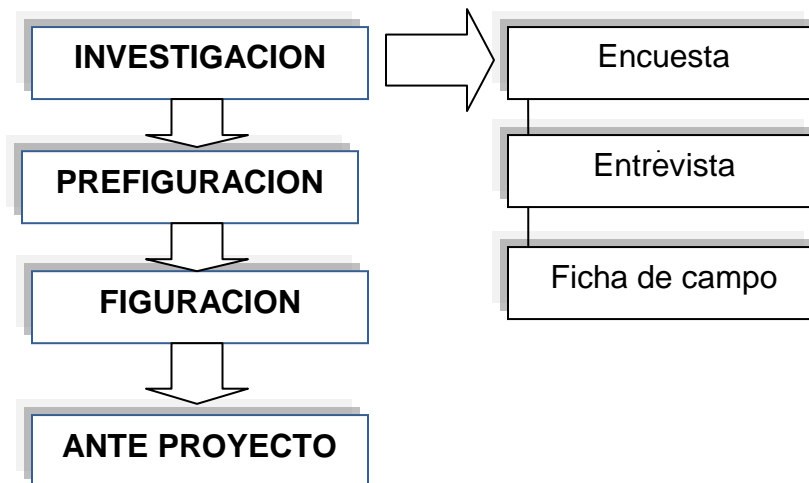 INVESTIGACION
PREFIGURACION
FIGURACION
ANTE PROYECTO
Encuesta
Entrevista
Ficha de campo